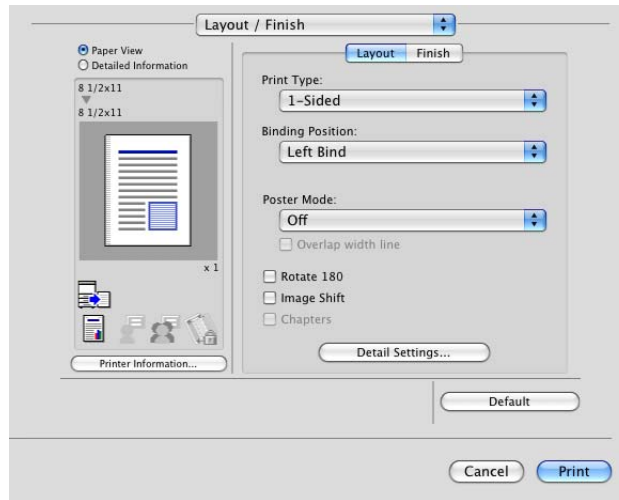 Layout / Finish
Paper View
Detailed Information
8 1/2x11
8 1/2x11
x 1
Printer Information...
Layout
Finish
Print Type:
1-Sided
Binding Position:
Left Bind
Poster Mode:
Off
Overlap width line
Rotate 180
Image Shift
Chapters
Detail Settings...
Default
Cancel
Print